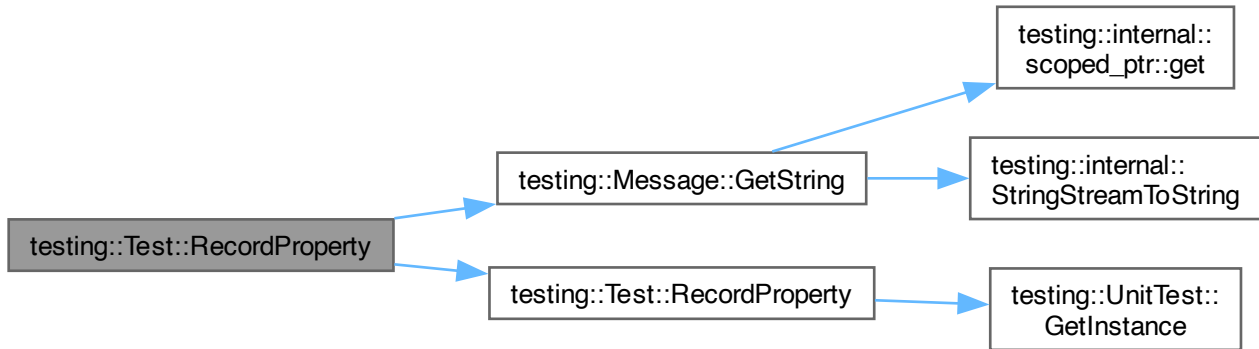 testing::internal::
scoped_ptr::get
testing::Message::GetString
testing::internal::
StringStreamToString
testing::Test::RecordProperty
testing::Test::RecordProperty
testing::UnitTest::
GetInstance